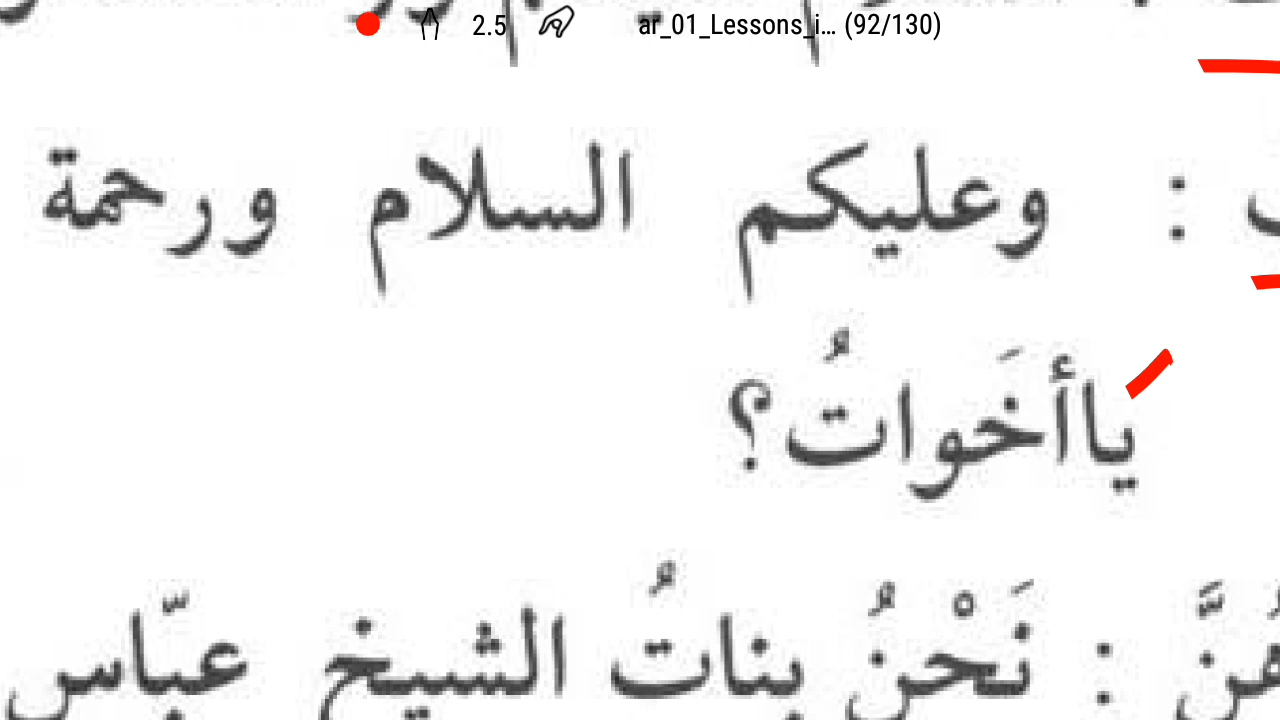 2.5 ar_01_Lessons_i... (92/130)
: وعليكم السلام ورحمة
ياأَخَواتُ؟
هُنَّ : نَحْنُ بناتُ الشيخ عبّاس